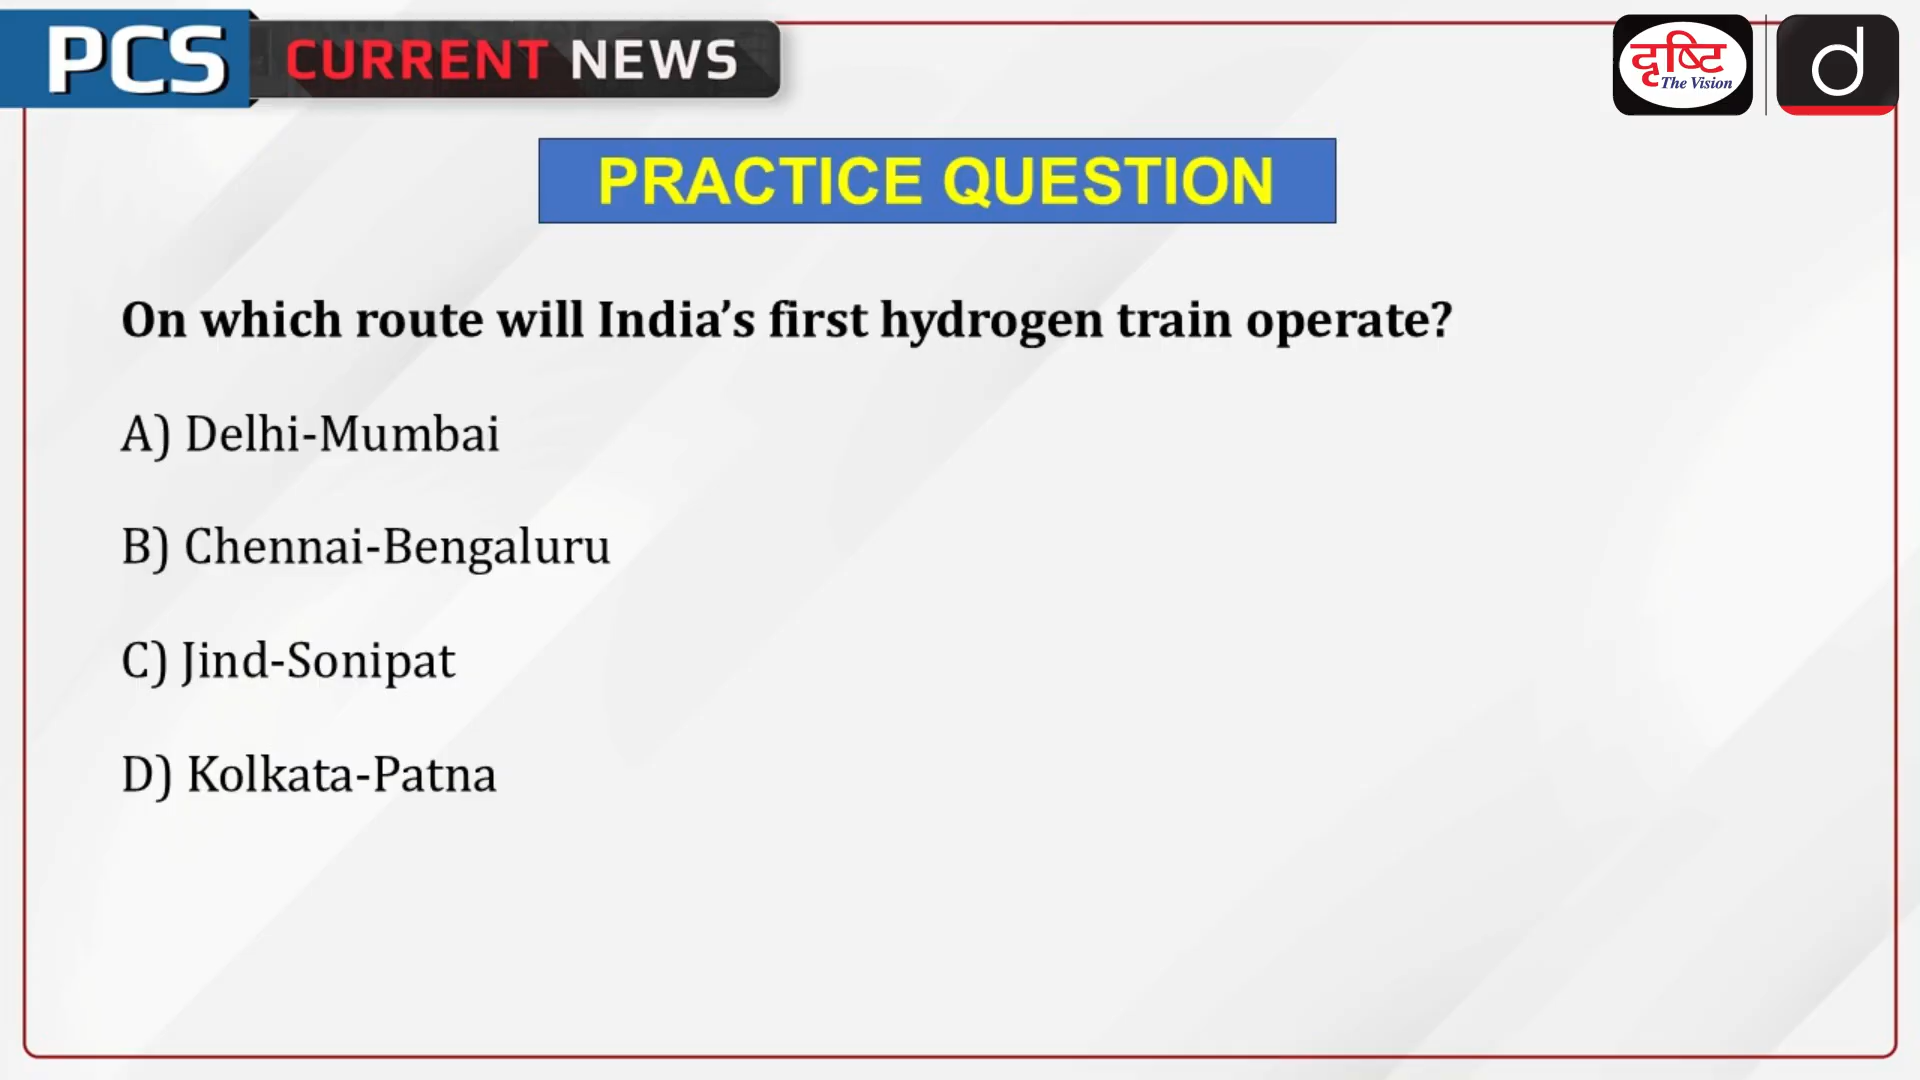 PCS CURRENT NEWS
दृष्टि
The Vision
d
PRACTICE QUESTION
On which route will India’s first hydrogen train operate?
A) Delhi-Mumbai
B) Chennai-Bengaluru
C) Jind-Sonipat
D) Kolkata-Patna